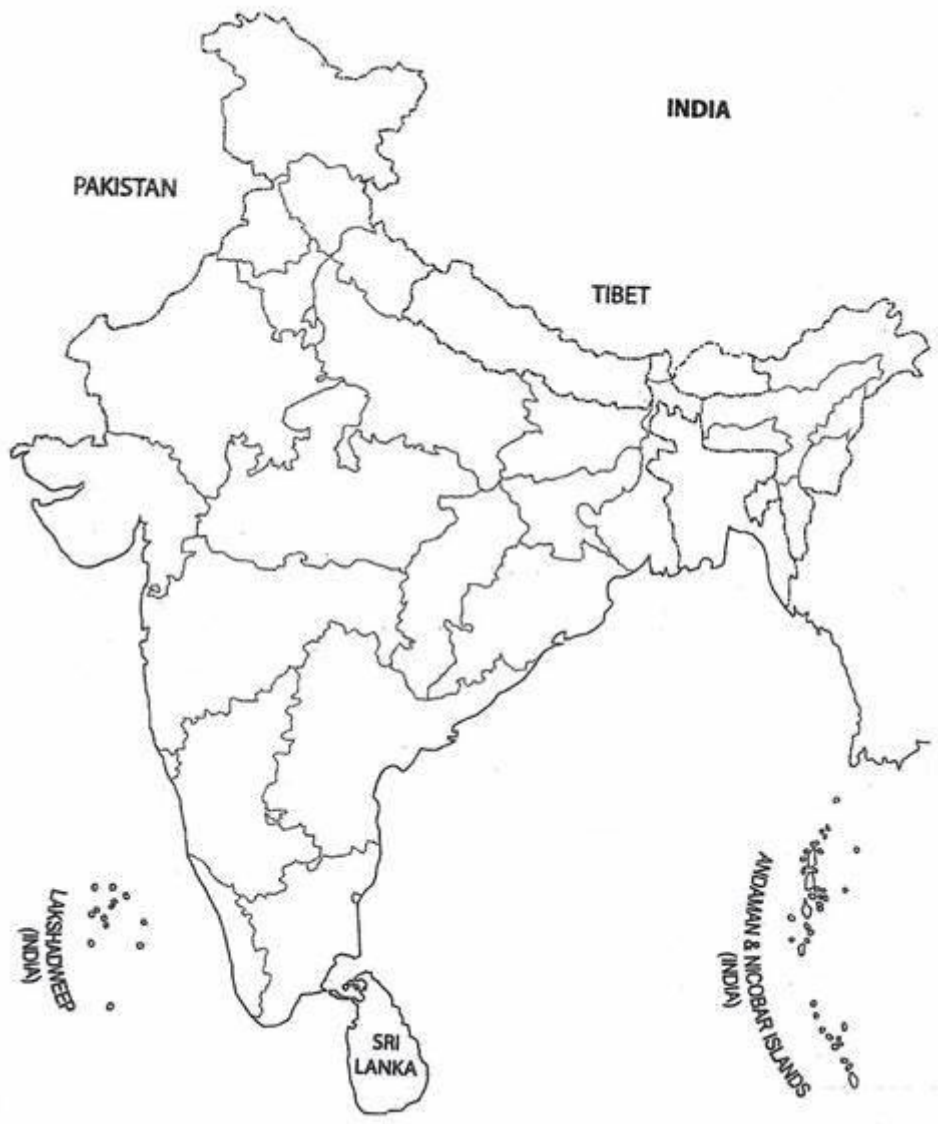 INDIA
PAKISTAN
TIBET
ANDAMAN & NICOBAR ISLANDS
(INDIA)
LAKSHADWEEP
(INDIA)
SRI
LANKA